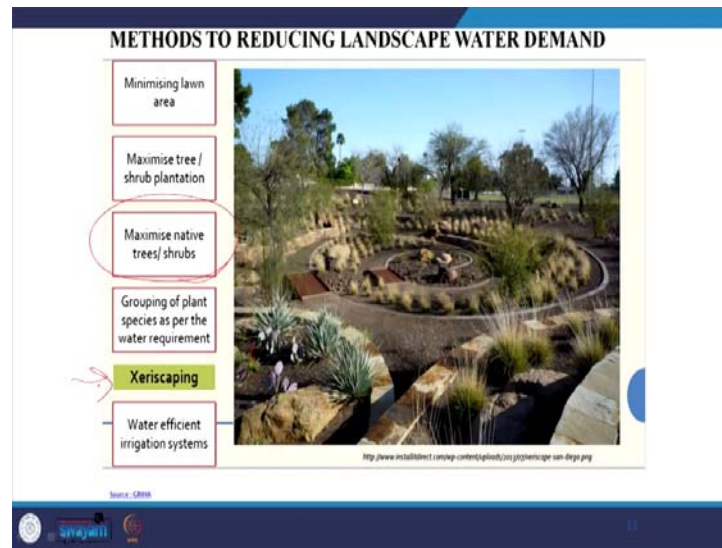 METHODS TO REDUCING LANDSCAPE WATER DEMAND
Minimising lawn
area
Maximise tree /
shrub plantation
Maximise native
trees/ shrubs
Grouping of plant
species as per the
water requirement
Xeriscaping
Water efficient
irrigation systems
Source : GRIHA
swayam
11